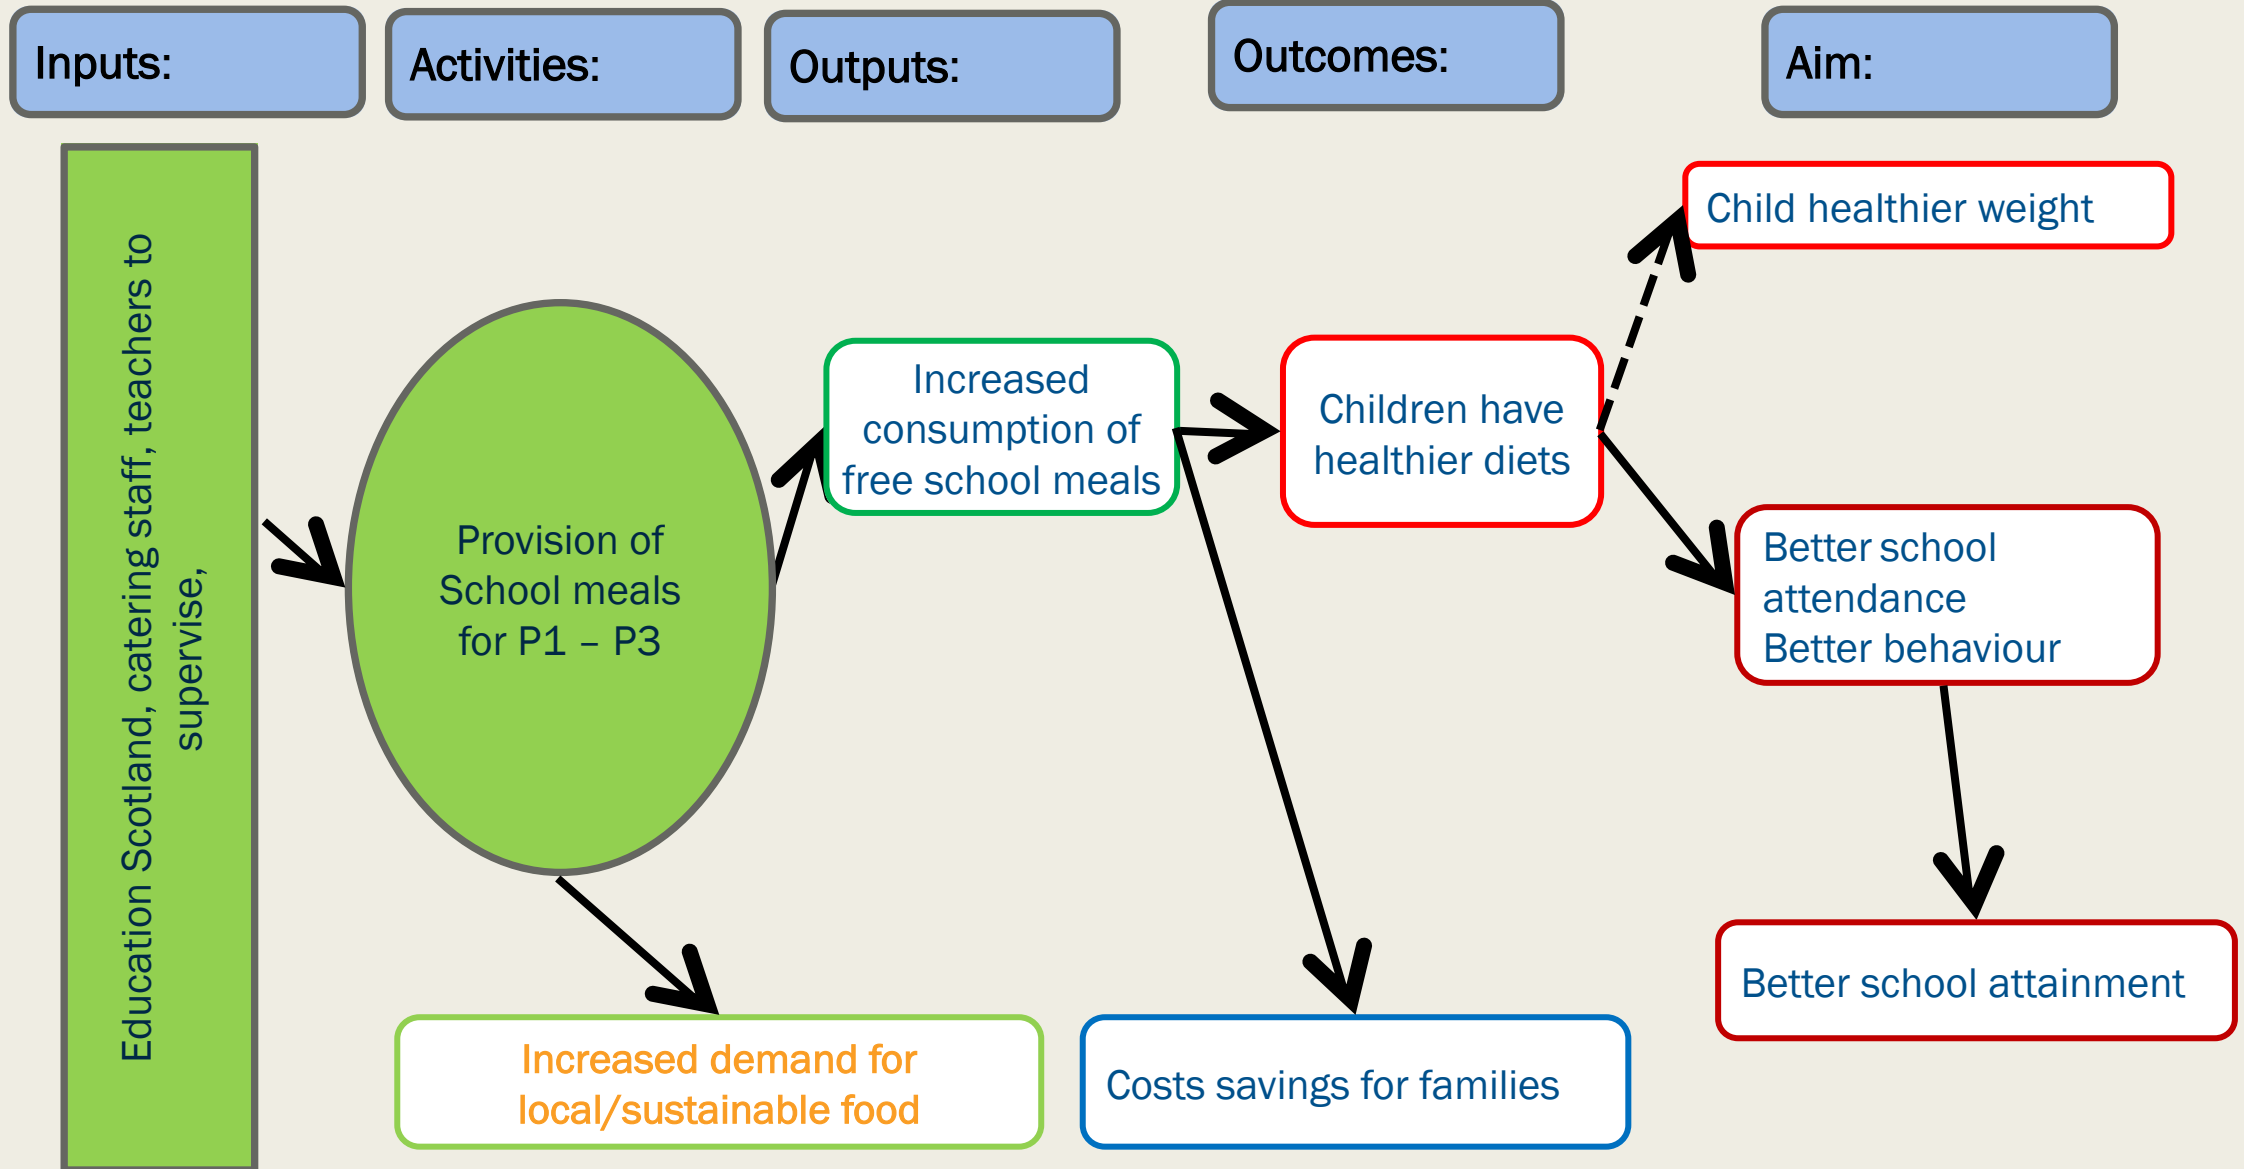 Inputs:
Activities:
Outputs:
Outcomes:
Aim:
Education Scotland, catering staff, teachers to
supervise,
Provision of
School meals
for P1 – P3
Increased
consumption of
free school meals
Children have
healthier diets
Child healthier weight
Better school
attendance
Better behaviour
Better school attainment
Increased demand for
local/sustainable food
Costs savings for families